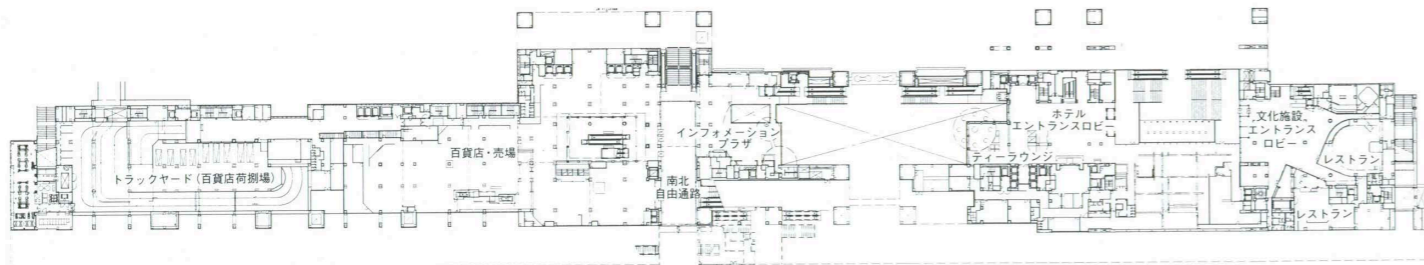 トラックヤード(百貨店荷捌場)
百貨店・売場
南北
自由通路
インフォメーション
プラザ
ティーラウンジ
ホテル
エントランスロビー
文化施設
エントランス
ロビー
レストラン
レストラン